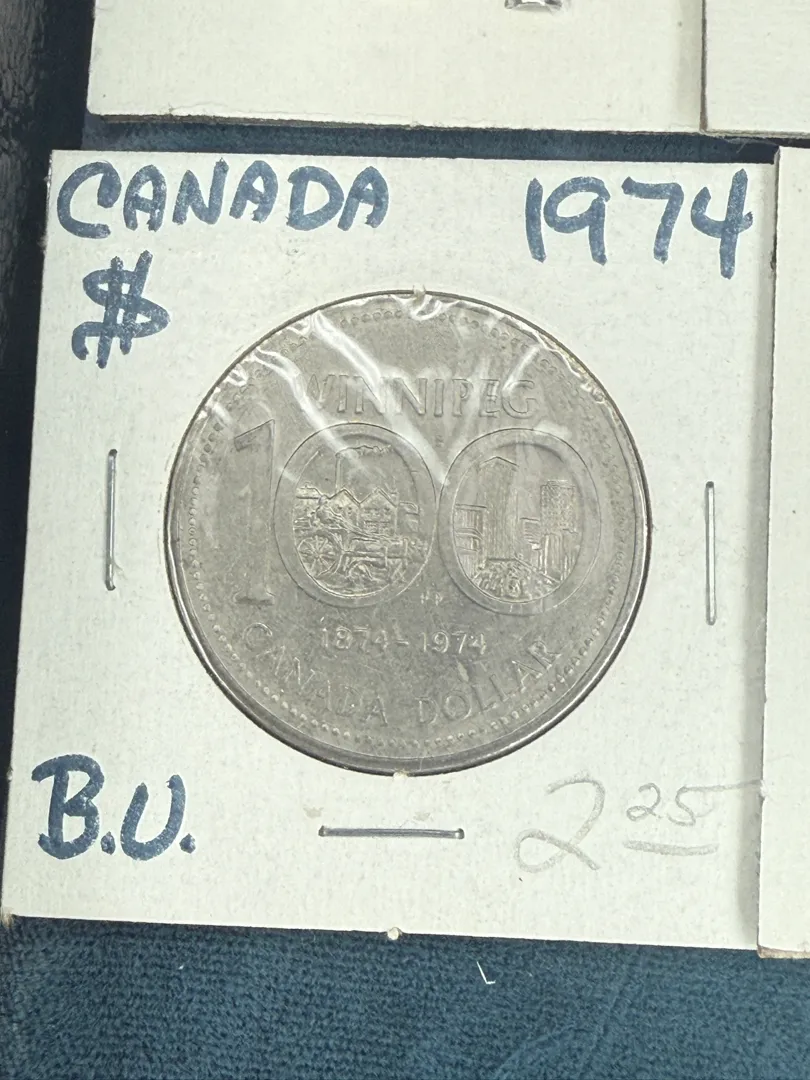 CANADA 1974
$
WINNIPEG
100
1874-1974
CANADA DOLLAR
B.U. 2 25